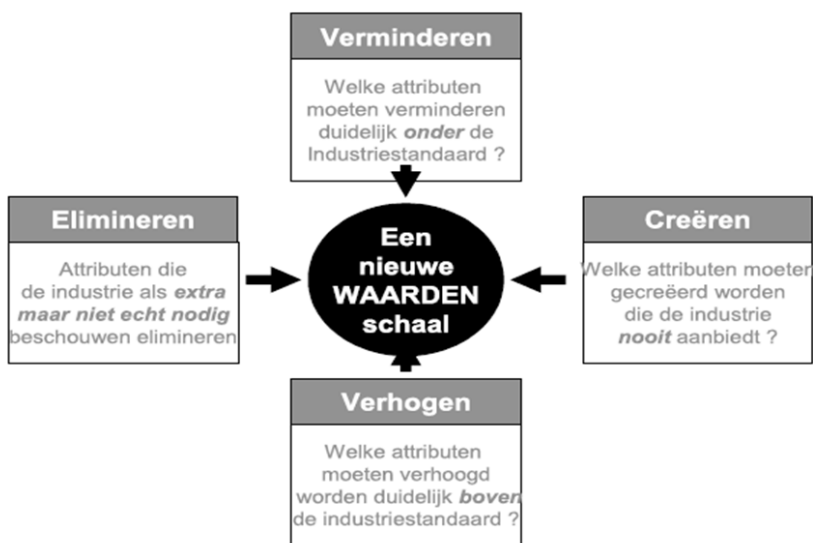 Verminderen
Welke attributen
moeten verminderen
duidelijk onder de
Industriestandaard ?
Elimineren
Attributen die
de industrie als extra
maar niet echt nodig
beschouwen elimineren
Een
nieuwe
WAARDEN
schaal
Creëren
Welke attributen moeten
gecreëerd worden
die de industrie
nooit aanbiedt ?
Verhogen
Welke attributen
moeten verhoogd
worden duidelijk boven
de industriestandaard ?